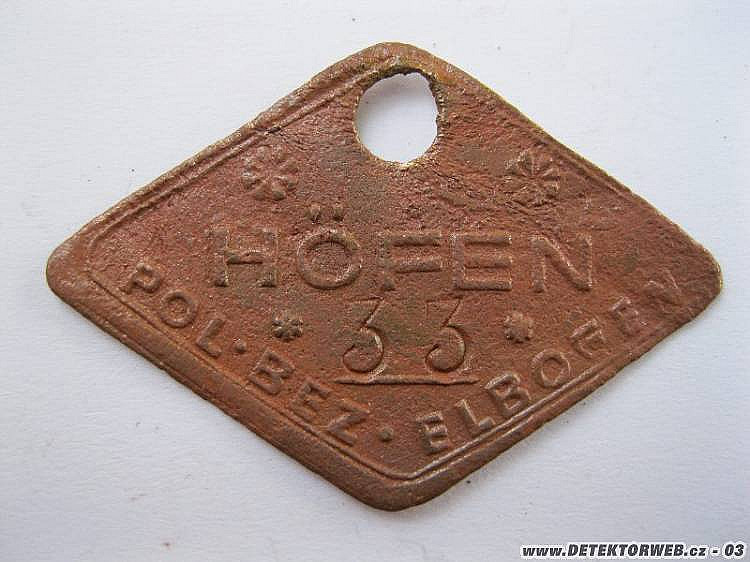 HÖFEN
33
POL·BEZ·ELBOGEN
www.DETEKTORWEB.cz - 03